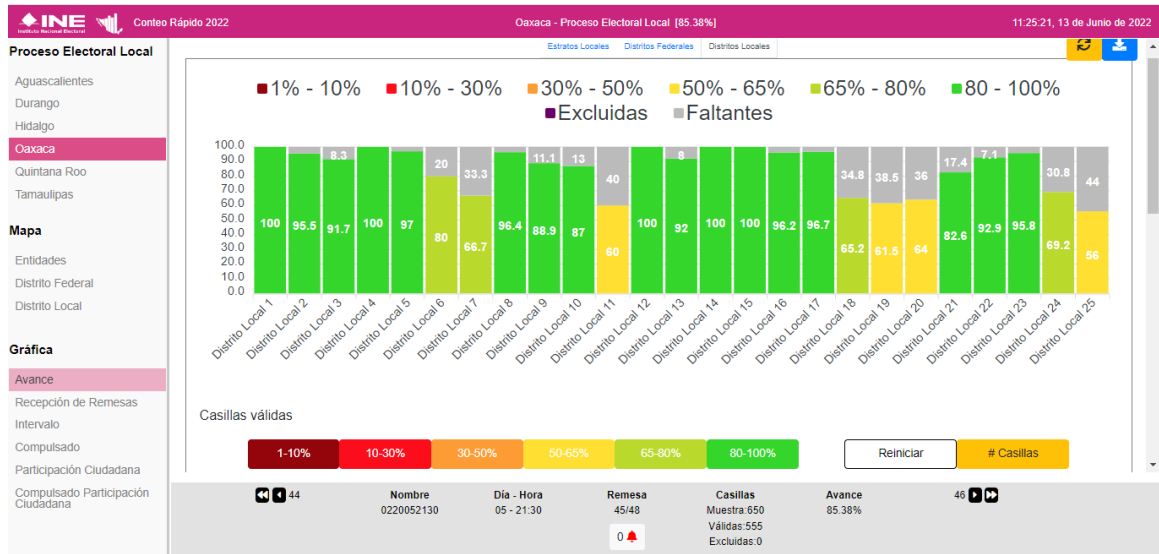 INE
Instituto Nacional Electoral
Conteo Rápido 2022
Oaxaca - Proceso Electoral Local [85.38%]
11:25:21, 13 de Junio de 2022
Proceso Electoral Local
Aguascalientes
Durango
Hidalgo
Oaxaca
Quintana Roo
Tamaulipas
Mapa
Entidades
Distrito Federal
Distrito Local
Gráfica
Avance
Recepción de Remesas
Intervalo
Compulsado
Participación Ciudadana
Compulsado Participación
Ciudadana
Estratos Locales Distritos Federales Distritos Locales
1% - 10% 10% - 30% 30% - 50% 50% - 65% 65% - 80% 80 - 100%
Excluidas Faltantes
100.0
90.0
80.0
70.0
60.0
50.0
40.0
30.0
20.0
10.0
0.0
8.3 20 33.3 11.1 13 40 8 34.8 38.5 36 17.4 7.1 30.8 44
100 95.5 91.7 100 97 80 66.7 96.4 88.9 87 60 100 92 100 100 96.2 96.7 65.2 61.5 64 82.6 92.9 95.8 69.2 56
Distrito Local 1
Distrito Local 2
Distrito Local 3
Distrito Local 4
Distrito Local 5
Distrito Local 6
Distrito Local 7
Distrito Local 8
Distrito Local 9
Distrito Local 10
Distrito Local 11
Distrito Local 12
Distrito Local 13
Distrito Local 14
Distrito Local 15
Distrito Local 16
Distrito Local 17
Distrito Local 18
Distrito Local 19
Distrito Local 20
Distrito Local 21
Distrito Local 22
Distrito Local 23
Distrito Local 24
Distrito Local 25
Casillas válidas
1-10% 10-30% 30-50% 50-65% 65-80% 80-100%
Reiniciar # Casillas
44 Nombre Día - Hora Remesa Casillas Avance 46
0220052130 05 - 21:30 45/48 Muestra:650 85.38%
Válidas:555
0 Excluidas:0